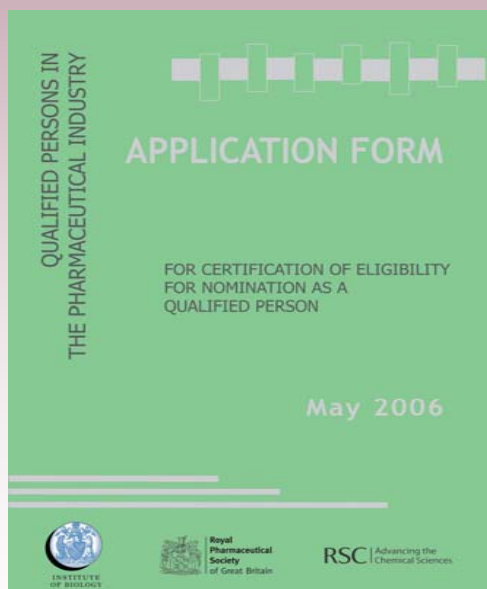 QUALIFIED PERSONS IN
THE PHARMACEUTICAL INDUSTRY
APPLICATION FORM
FOR CERTIFICATION OF ELIGIBILITY
FOR NOMINATION AS A
QUALIFIED PERSON
May 2006
INSTITUTE
OF BIOLOGY
Royal
Pharmaceutical
Society
of Great Britain
RSC
Advancing the
Chemical Sciences